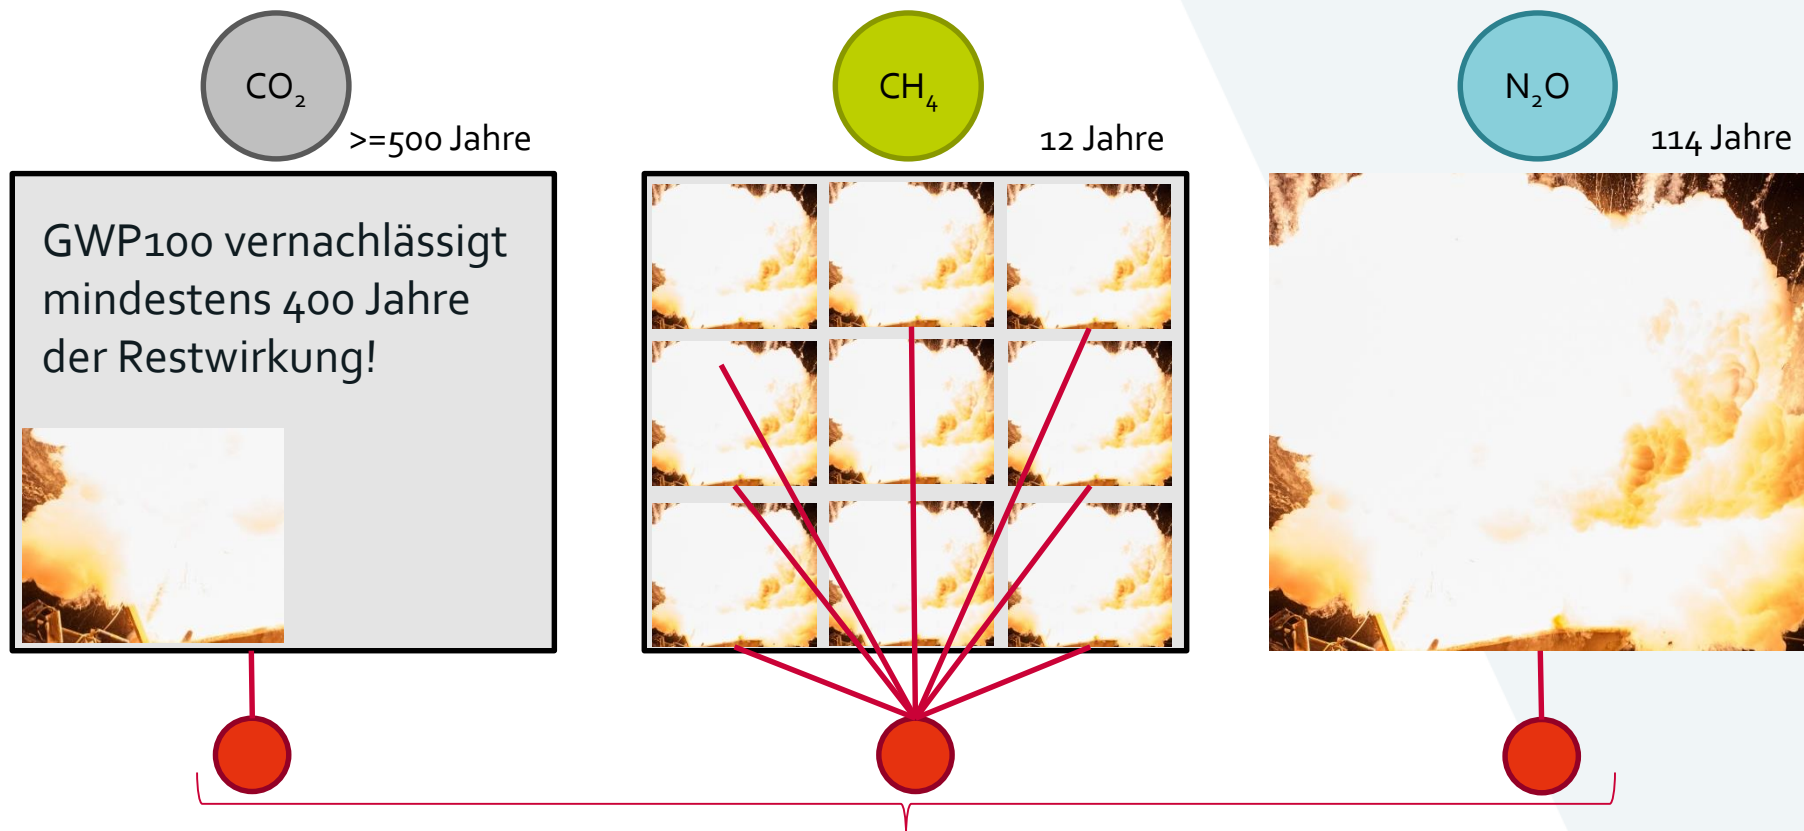 CO₂
>=500 Jahre
CH₄
12 Jahre
N₂O
114 Jahre
GWP100 vernachlässigt
mindestens 400 Jahre
der Restwirkung!